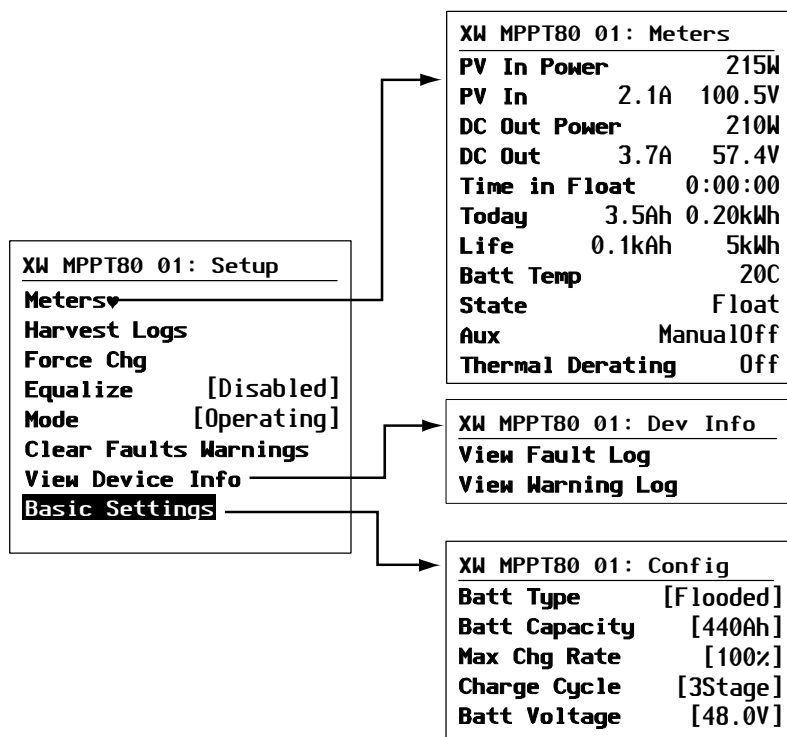 XW MPPT80 01: Meters
PV In Power 215W
PV In 2.1A 100.5V
DC Out Power 210W
DC Out 3.7A 57.4V
Time in Float 0:00:00
Today 3.5Ah 0.20kWh
Life 0.1kAh 5kWh
Batt Temp 20C
State Float
Aux ManualOff
Thermal Derating Off
XW MPPT80 01: Setup
Meters♥
Harvest Logs
Force Chg
Equalize [Disabled]
Mode [Operating]
Clear Faults Warnings
View Device Info
Basic Settings
XW MPPT80 01: Dev Info
View Fault Log
View Warning Log
XW MPPT80 01: Config
Batt Type [Flooded]
Batt Capacity [440Ah]
Max Chg Rate [100%]
Charge Cycle [3Stage]
Batt Voltage [48.0V]